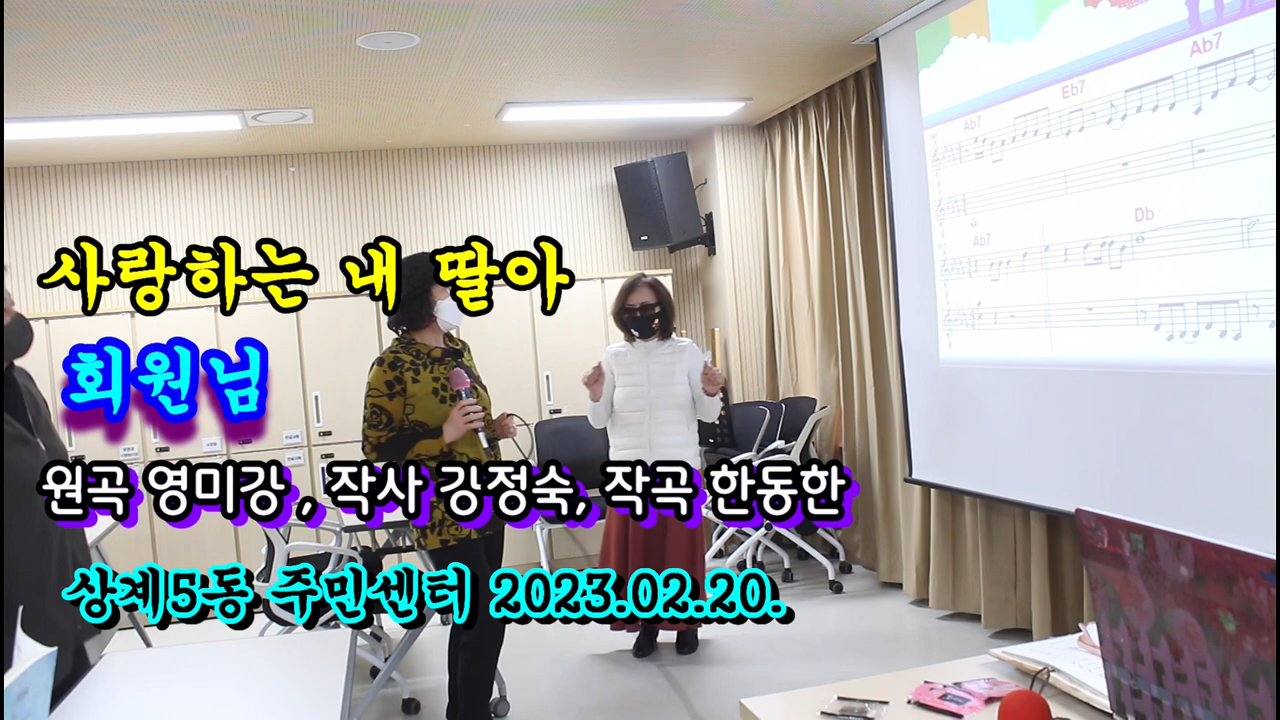 Ab7
Eb7
Ab7
Ab7
Db
사랑하는 내 딸아
회원님
원곡 영미강 , 작사 강정숙, 작곡 한동한
상계5동 주민센터 2023.02.20.